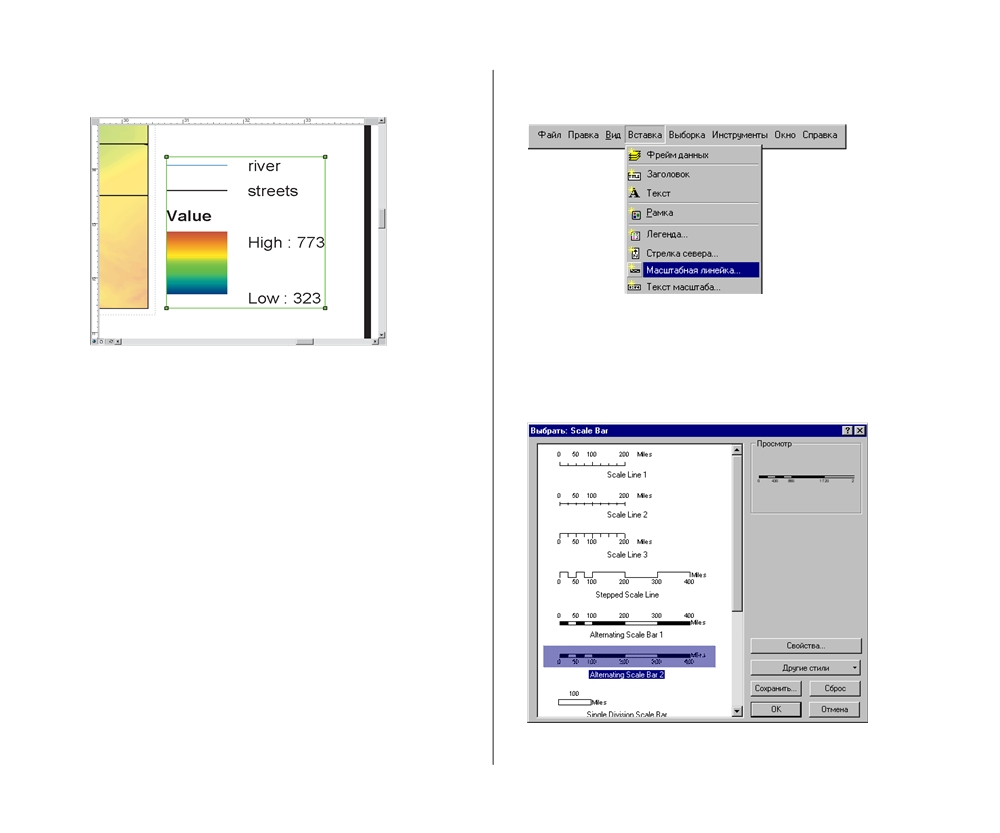 30 31 32 33
river
streets
Value
High : 773
Low : 323
Файл Правка Вид Вставка Выборка Инструменты Окно Справка
Фрейм данных
Заголовок
Текст
Рамка
Легенда...
Стрелка севера...
Масштабная линейка...
Текст масштаба...
Выбрать: Scale Bar
0 50 100 200 Miles
Scale Line 1
0 50 100 200 Miles
Scale Line 2
0 50 100 200 Miles
Scale Line 3
Miles
0 50 100 200 300 400
Stepped Scale Line
0 50 100 200 300 400
Miles
Alternating Scale Bar 1
Miles
0 50 100 200 300 400
Alternating Scale Bar 2
100
Miles
Single Division Scale Bar
Просмотр
Свойства...
Другие стили
Сохранить... Сброс
OK Отмена